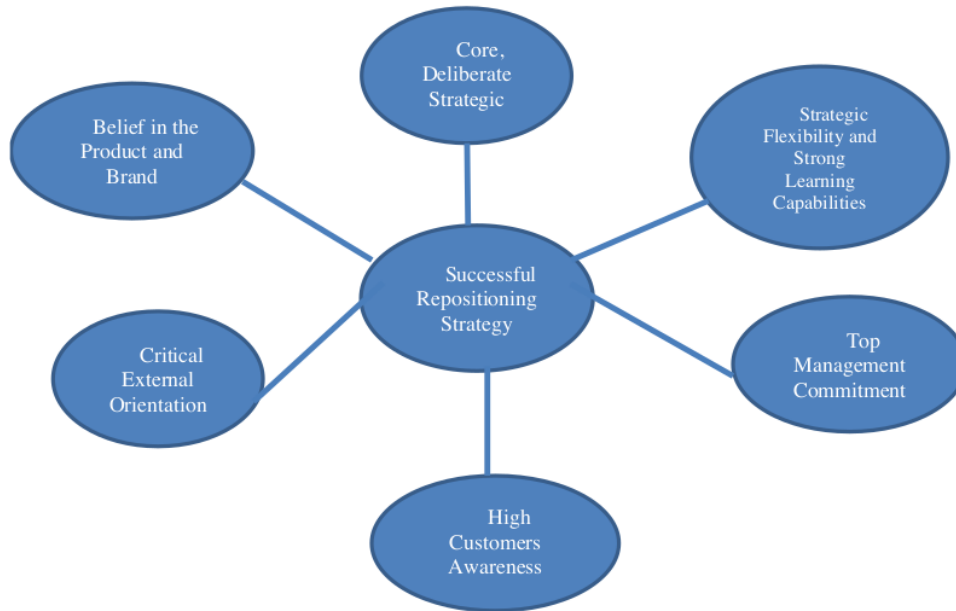 Core,
Deliberate
Strategic
Belief in the
Product and
Brand
Strategic
Flexibility and
Strong
Learning
Capabilities
Successful
Repositioning
Strategy
Critical
External
Orientation
Top
Management
Commitment
High
Customers
Awareness